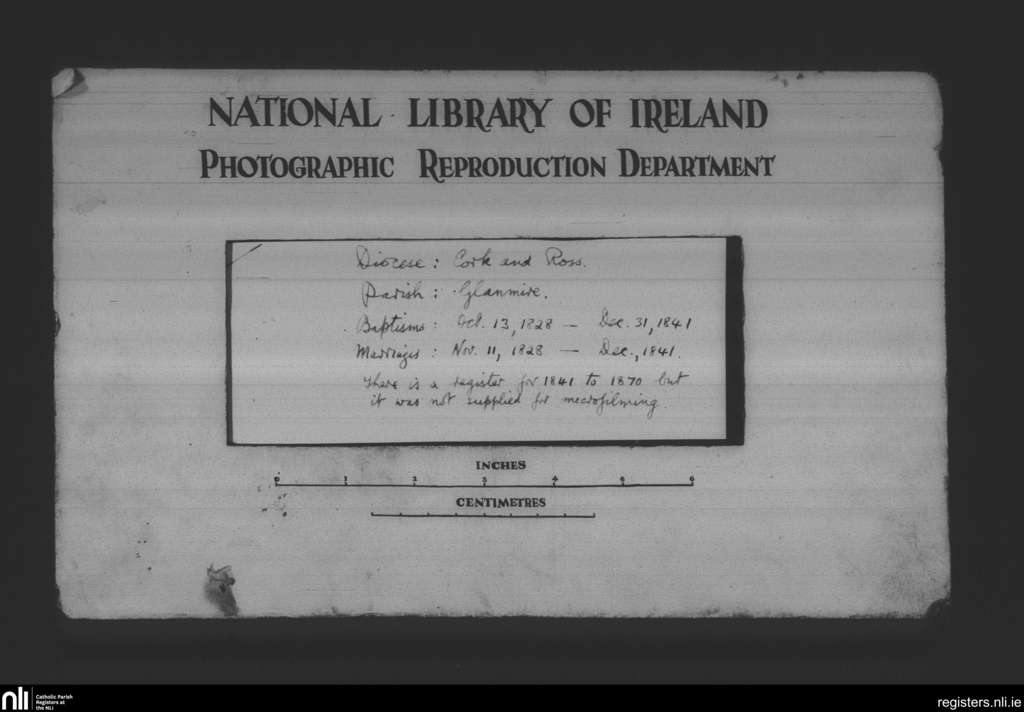 NATIONAL LIBRARY OF IRELAND
PHOTOGRAPHIC REPRODUCTION DEPARTMENT
Diocese : Cork and Ross.
Parish : Glanmire.
Baptisms : Oct. 13, 1828 — Dec. 31, 1841
Marriages : Nov. 11, 1828 — Dec., 1841.
There is a register for 1841 to 1870 but
it was not supplied for microfilming.
INCHES
0 1 2 3 4 5 6
CENTIMETRES
nli Catholic Parish
Registers at
the NLI
registers.nli.ie